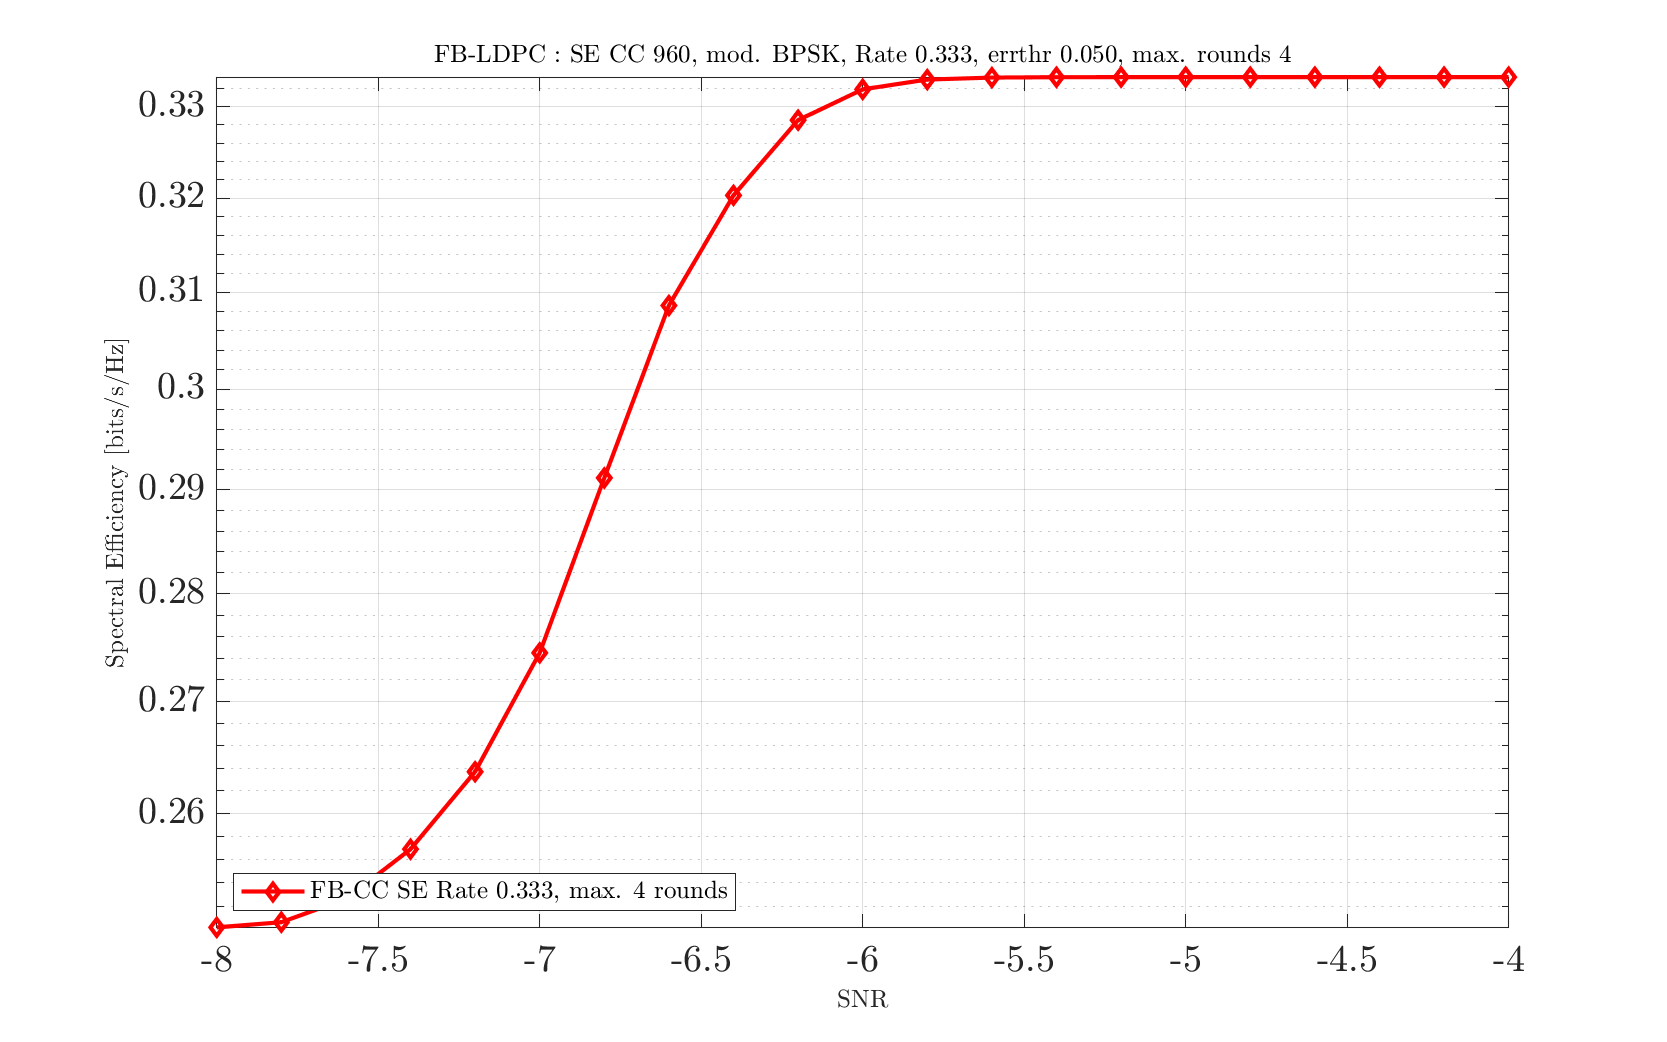 FB-LDPC : SE CC 960, mod. BPSK, Rate 0.333, errthr 0.050, max. rounds 4
0.33
0.32
0.31
0.3
0.29
0.28
0.27
0.26
Spectral Efficiency [bits/s/Hz]
FB-CC SE Rate 0.333, max. 4 rounds
-8 -7.5 -7 -6.5 -6 -5.5 -5 -4.5 -4
SNR